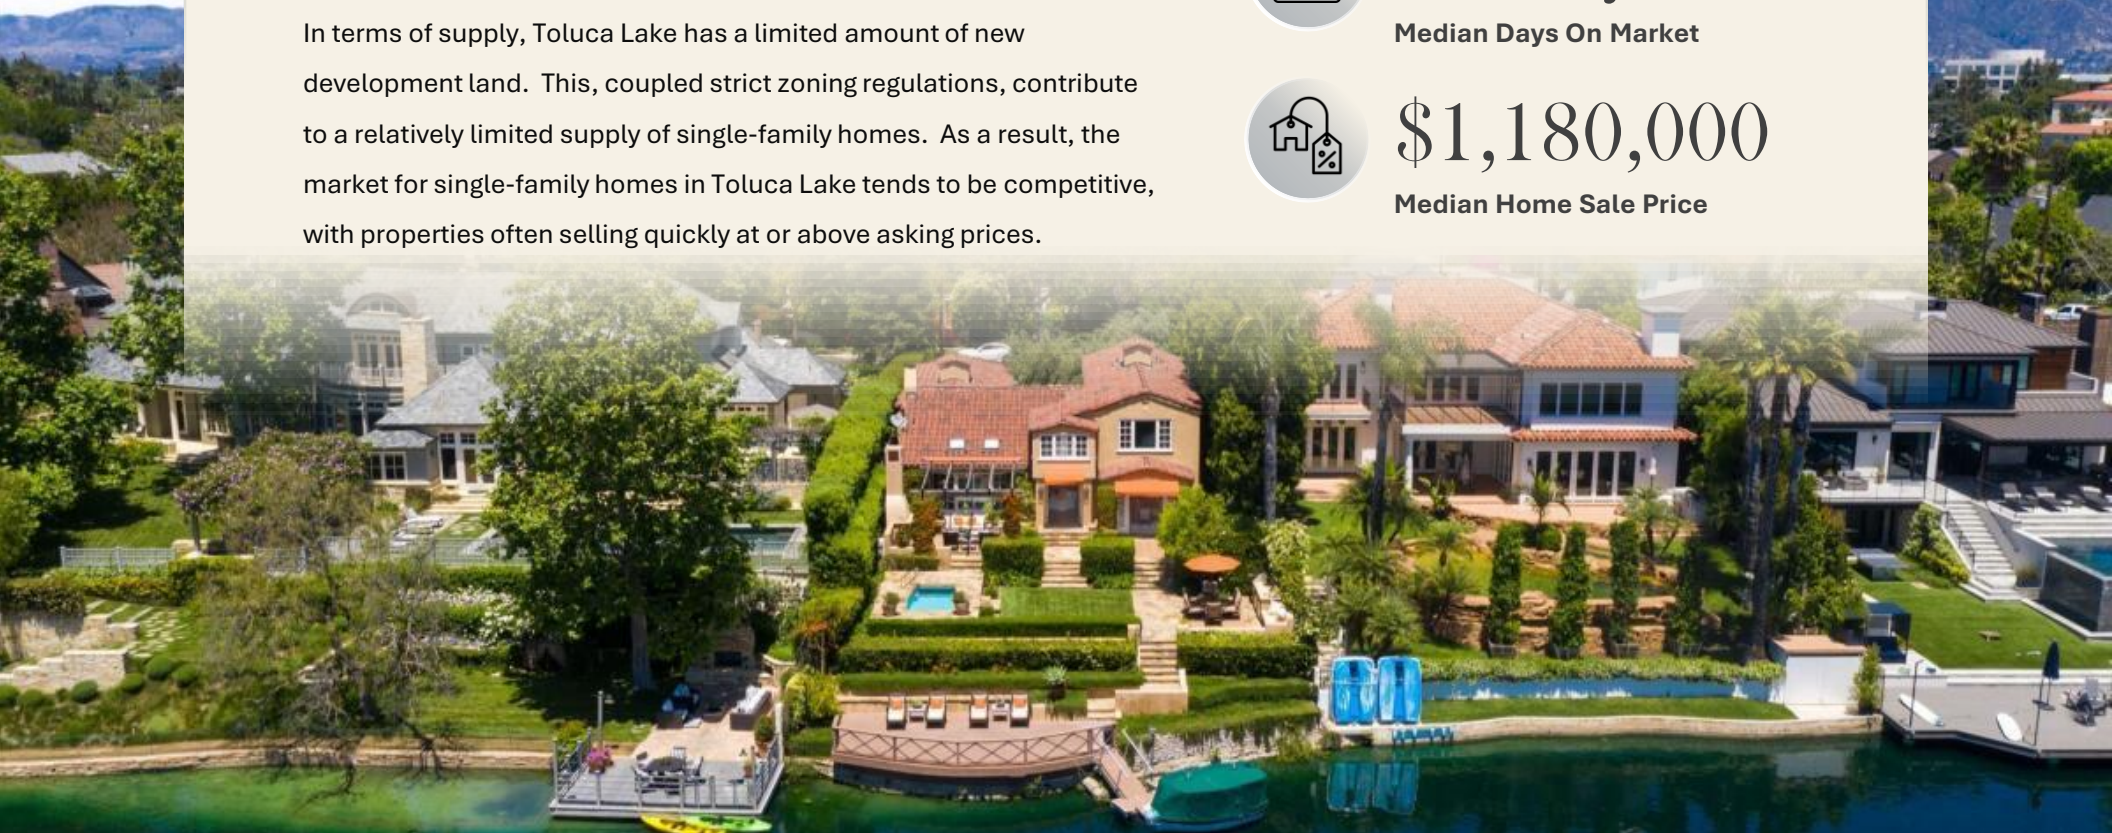 In terms of supply, Toluca Lake has a limited amount of new
development land.  This, coupled strict zoning regulations, contribute
to a relatively limited supply of single-family homes.  As a result, the
market for single-family homes in Toluca Lake tends to be competitive,
with properties often selling quickly at or above asking prices.
Median Days On Market
$1,180,000
Median Home Sale Price